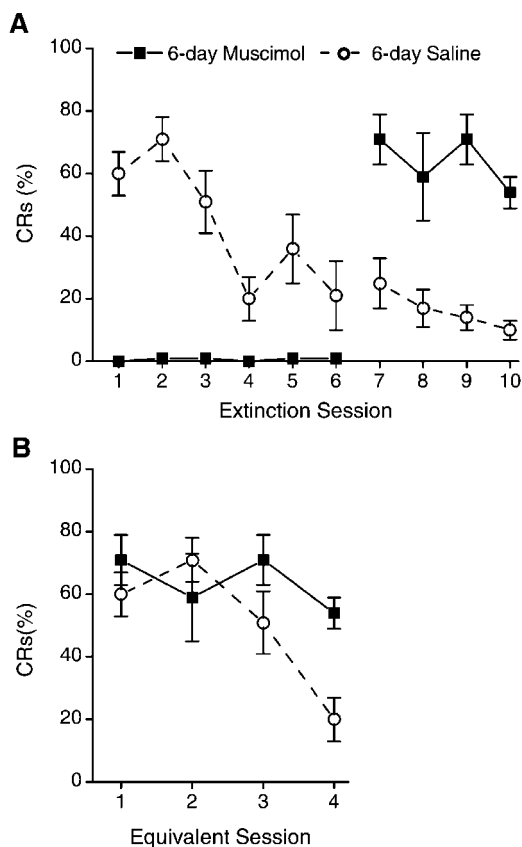 A
100
6-day Muscimol 6-day Saline
80
60
40
20
0
CRs (%)
1 2 3 4 5 6 7 8 9 10
Extinction Session
B
100
80
60
40
20
0
CRs(%)
1 2 3 4
Equivalent Session